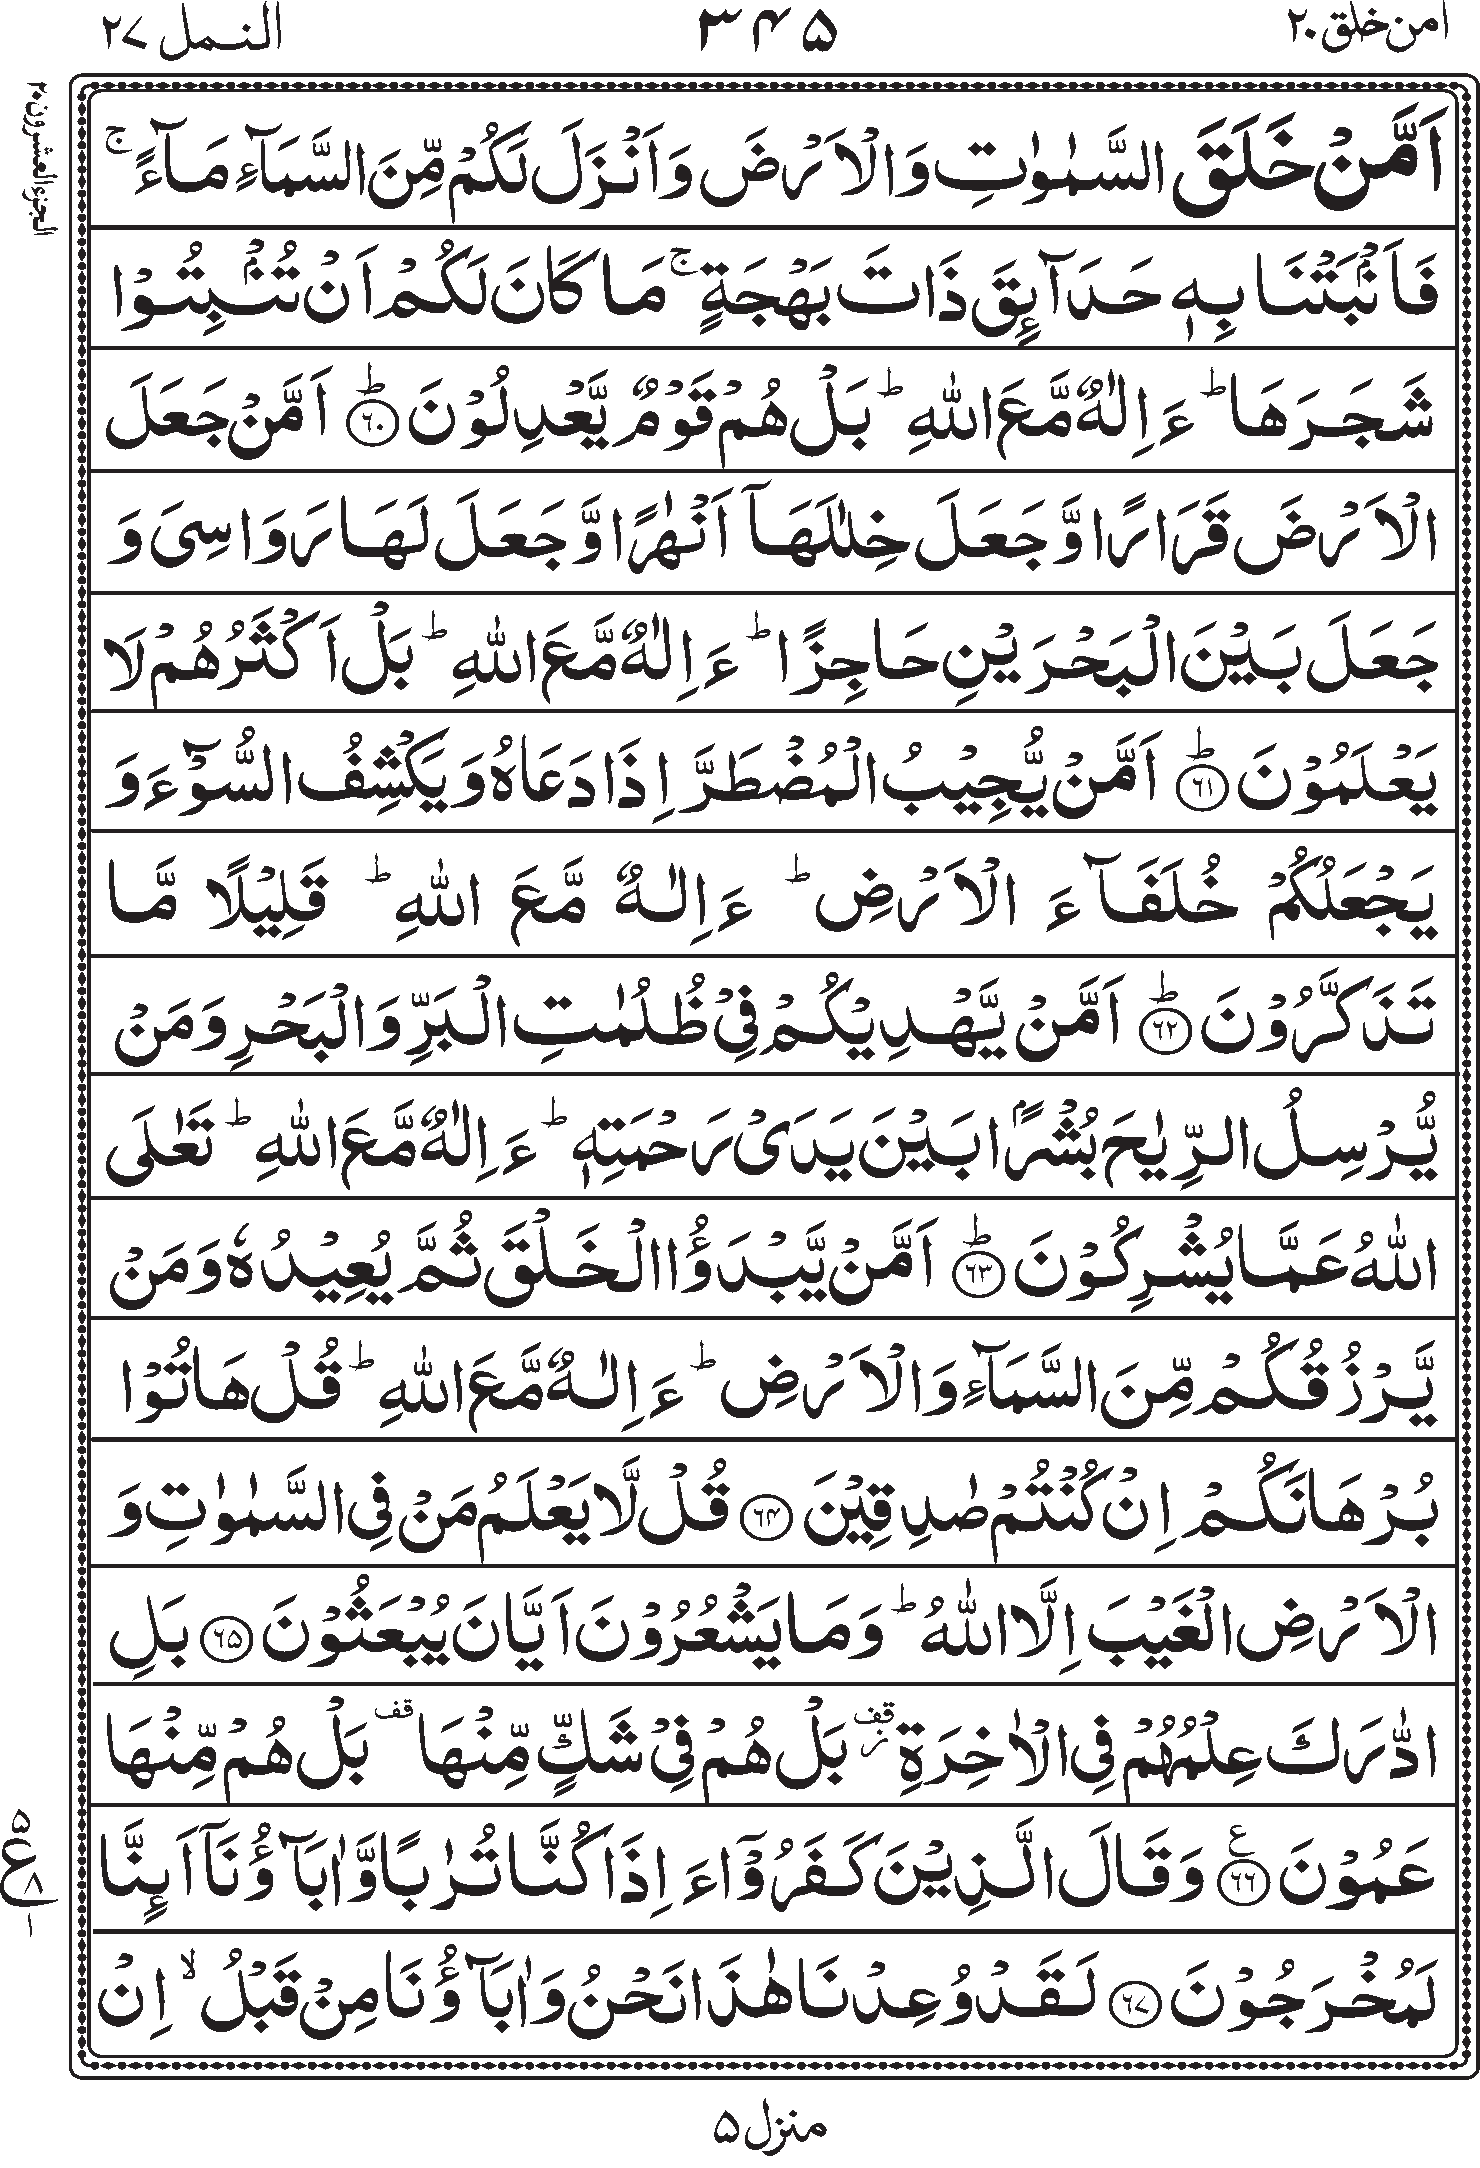 امن خلق ٢٠
٣٤٥
النمل ٢٧
الجزء العشرون ٢٠
اَمَّنْ خَلَقَ السَّمٰوٰتِ وَالْاَرْضَ وَاَنْزَلَ لَكُمْ مِّنَ السَّمَآءِ مَآءً ۚ
فَاَنْۢبَتْنَا بِهٖ حَدَآئِقَ ذَاتَ بَهْجَةٍ ۚ مَا كَانَ لَكُمْ اَنْ تُنْۢبِتُوْا
شَجَرَهَا ؕ ءَاِلٰهٌ مَّعَ اللّٰهِ ؕ بَلْ هُمْ قَوْمٌ يَّعْدِلُوْنَ ؕ ﴿٦٠﴾ اَمَّنْ جَعَلَ
الْاَرْضَ قَرَارًا وَّجَعَلَ خِلٰلَهَاۤ اَنْهٰرًا وَّجَعَلَ لَهَا رَوَاسِىَ وَ
جَعَلَ بَيْنَ الْبَحْرَيْنِ حَاجِزًا ؕ ءَاِلٰهٌ مَّعَ اللّٰهِ ؕ بَلْ اَكْثَرُهُمْ لَا
يَعْلَمُوْنَ ؕ ﴿٦١﴾ اَمَّنْ يُّجِيْبُ الْمُضْطَرَّ اِذَا دَعَاهُ وَيَكْشِفُ السُّوْٓءَ وَ
يَجْعَلُكُمْ خُلَفَآءَ الْاَرْضِ ؕ ءَاِلٰهٌ مَّعَ اللّٰهِ ؕ قَلِيْلًا مَّا
تَذَكَّرُوْنَ ؕ ﴿٦٢﴾ اَمَّنْ يَّهْدِيْكُمْ فِىْ ظُلُمٰتِ الْبَرِّ وَالْبَحْرِ وَمَنْ
يُّرْسِلُ الرِّيٰحَ بُشْرًۢا بَيْنَ يَدَىْ رَحْمَتِهٖ ؕ ءَاِلٰهٌ مَّعَ اللّٰهِ ؕ تَعٰلَى
اللّٰهُ عَمَّا يُشْرِكُوْنَ ؕ ﴿٦٣﴾ اَمَّنْ يَّبْدَؤُا الْخَلْقَ ثُمَّ يُعِيْدُهٗ وَمَنْ
يَّرْزُقُكُمْ مِّنَ السَّمَآءِ وَالْاَرْضِ ؕ ءَاِلٰهٌ مَّعَ اللّٰهِ ؕ قُلْ هَاتُوْا
بُرْهَانَكُمْ اِنْ كُنْتُمْ صٰدِقِيْنَ ﴿٦٤﴾ قُلْ لَّا يَعْلَمُ مَنْ فِى السَّمٰوٰتِ وَ
الْاَرْضِ الْغَيْبَ اِلَّا اللّٰهُ ؕ وَمَا يَشْعُرُوْنَ اَيَّانَ يُبْعَثُوْنَ ﴿٦٥﴾ بَلِ
ادّٰرَكَ عِلْمُهُمْ فِى الْاٰخِرَةِ ۫ قف بَلْ هُمْ فِىْ شَكٍّ مِّنْهَا قف بَلْ هُمْ مِّنْهَا
عَمُوْنَ ﴿٦٦﴾ ع وَقَالَ الَّذِيْنَ كَفَرُوْۤا ءَاِذَا كُنَّا تُرٰبًا وَّاٰبَآؤُنَاۤ اَئِنَّا
لَمُخْرَجُوْنَ ﴿٦٧﴾ لَقَدْ وُعِدْنَا هٰذَا نَحْنُ وَاٰبَآؤُنَا مِنْ قَبْلُ ۙ اِنْ
٥
ع
٨
١
منزل ٥